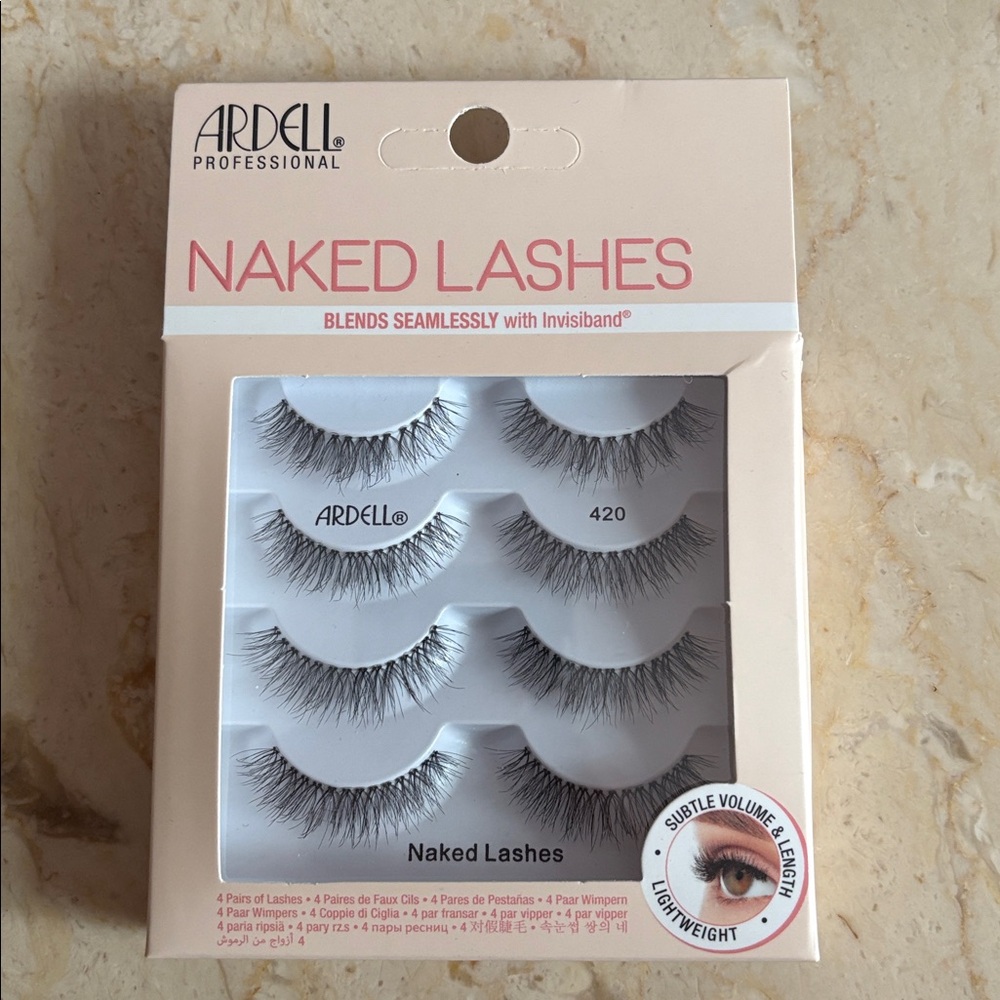 ARDELL®
PROFESSIONAL
NAKED LASHES
BLENDS SEAMLESSLY with Invisiband®
ARDELL®
420
Naked Lashes
SUBTLE VOLUME & LENGTH
• LIGHTWEIGHT •
4 Pairs of Lashes • 4 Paires de Faux Cils • 4 Pares de Pestañas • 4 Paar Wimpern
4 Paar Wimpers • 4 Coppie di Ciglia • 4 par fransar • 4 par vipper • 4 par vipper
4 paria ripsiä • 4 pary rz.s • 4 пары ресниц • 4 对假睫毛 • 속눈썹 쌍의 네
4 أزواج من الرموش